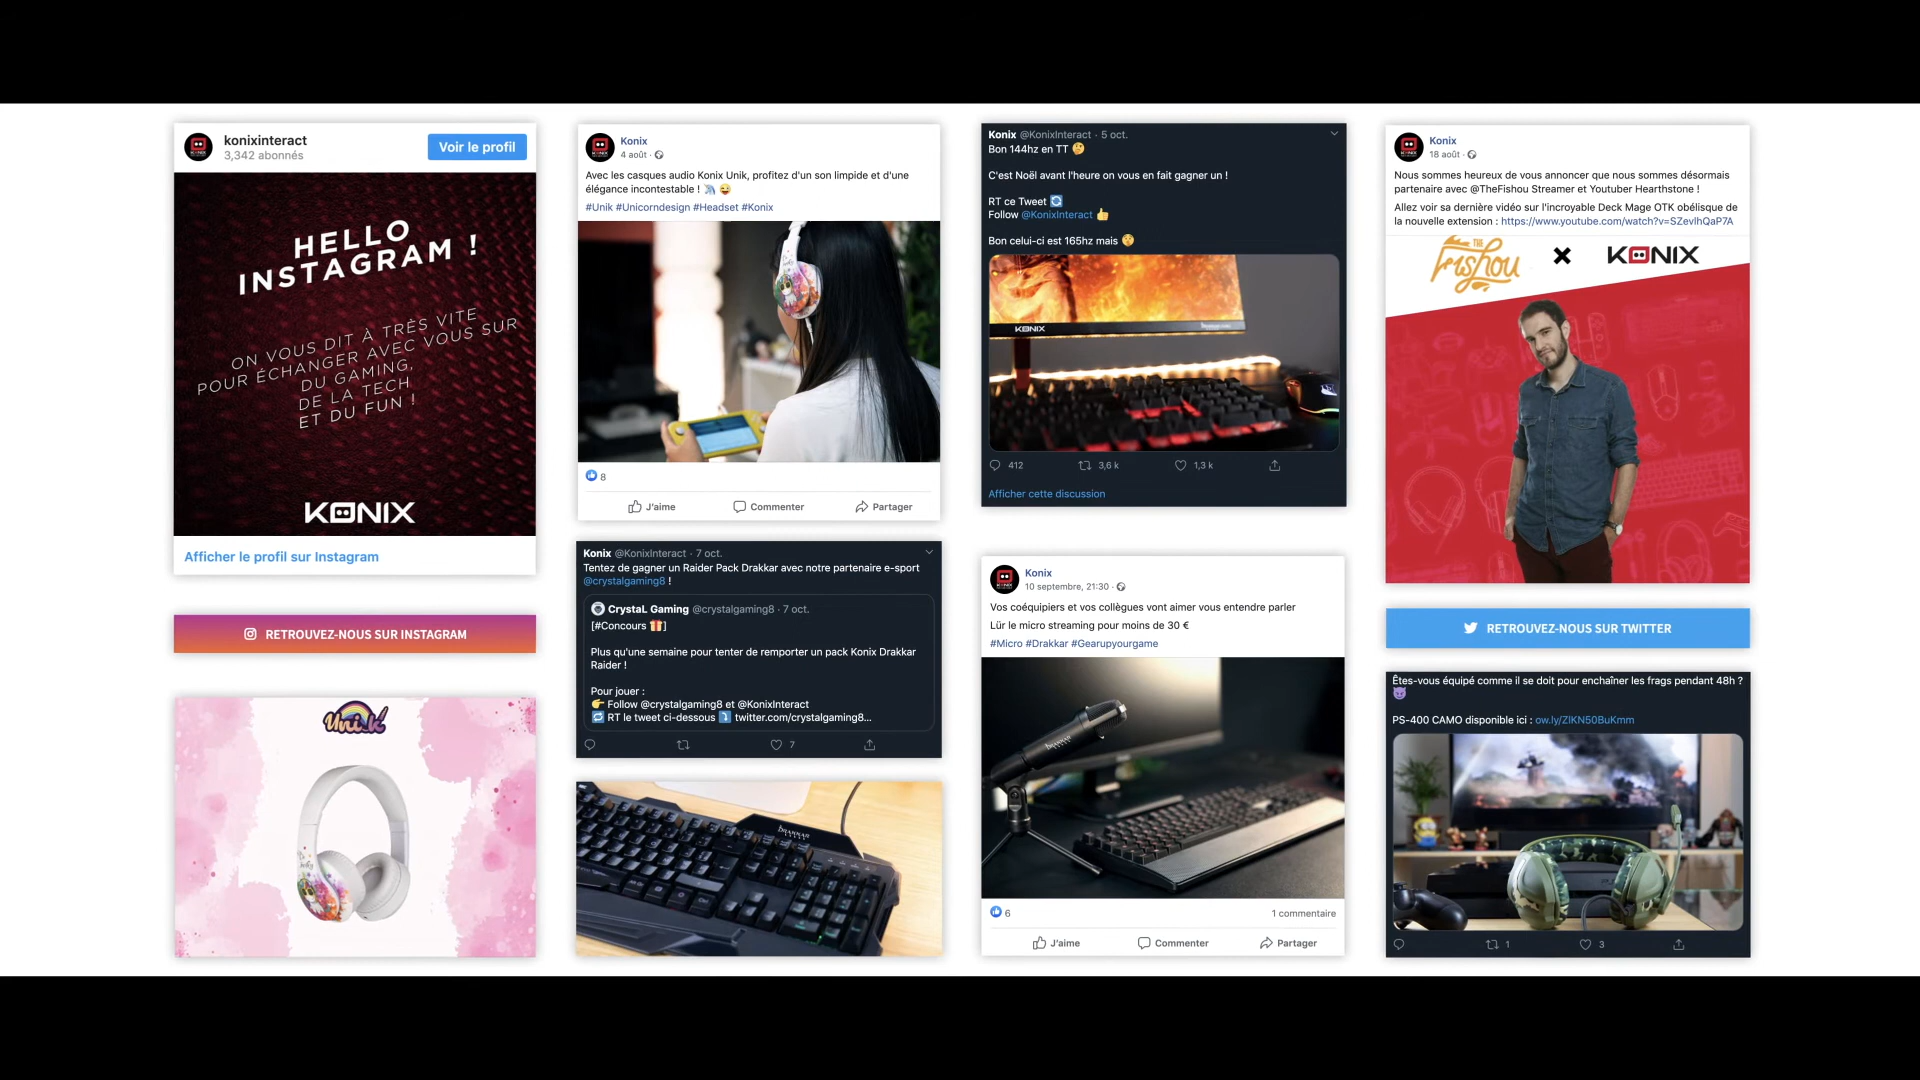 konixinteract
3,342 abonnés
Voir le profil
HELLO
INSTAGRAM !
ON VOUS DIT À TRÈS VITE
POUR ÉCHANGER AVEC VOUS SUR
DU GAMING,
DE LA TECH
ET DU FUN !
KONIX
Afficher le profil sur Instagram
RETROUVEZ-NOUS SUR INSTAGRAM
Unik
Konix
4 août
Avec les casques audio Konix Unik, profitez d'un son limpide et d'une
élégance incontestable ! 🦄 😜
#Unik #Unicorndesign #Headset #Konix
8
J'aime
Commenter
Partager
Konix @KonixInteract · 7 oct.
Tentez de gagner un Raider Pack Drakkar avec notre partenaire e-sport
@crystalgaming8 !
CrystaL Gaming @crystalgaming8 · 7 oct.
[#Concours 🎁]
Plus qu'une semaine pour tenter de remporter un pack Konix Drakkar
Raider !
Pour jouer :
👉 Follow @crystalgaming8 et @KonixInteract
🔁 RT le tweet ci-dessous ⤵️ twitter.com/crystalgaming8...
7
DRAKKAR
Konix @KonixInteract · 5 oct.
Bon 144hz en TT 🤔
C'est Noël avant l'heure on vous en fait gagner un !
RT ce Tweet 🔄
Follow @KonixInteract 👍
Bon celui-ci est 165hz mais 🤫
KONIX
412
3,6 k
1,3 k
Afficher cette discussion
Konix
10 septembre, 21:30
Vos coéquipiers et vos collègues vont aimer vous entendre parler
Lür le micro streaming pour moins de 30 €
#Micro #Drakkar #Gearupyourgame
DRAKKAR
6
1 commentaire
J'aime
Commenter
Partager
Konix
18 août
Nous sommes heureux de vous annoncer que nous sommes désormais
partenaire avec @TheFishou Streamer et Youtuber Hearthstone !
Allez voir sa dernière vidéo sur l'incroyable Deck Mage OTK obélisque de
la nouvelle extension : https://www.youtube.com/watch?v=SZevlhQaP7A
THE
Fishou
KONIX
RETROUVEZ-NOUS SUR TWITTER
Êtes-vous équipé comme il se doit pour enchaîner les frags pendant 48h ?
😈
PS-400 CAMO disponible ici : ow.ly/ZlKN50BuKmm
1
3